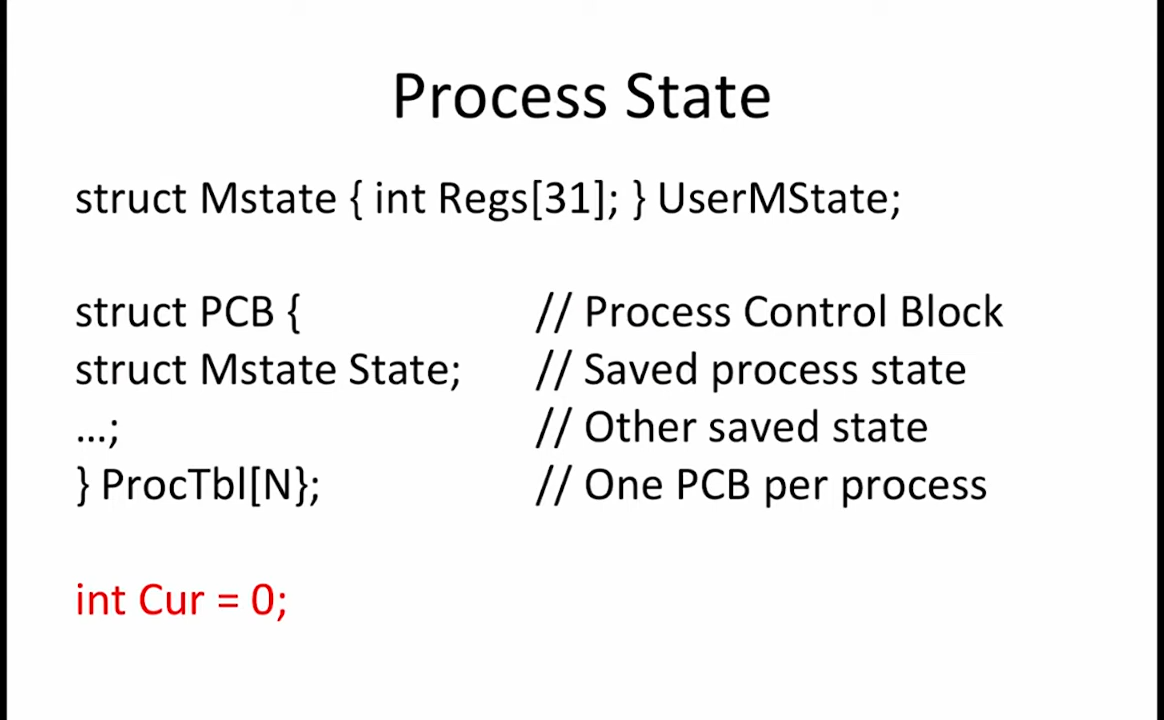 Process State
struct Mstate { int Regs[31]; } UserMState;
struct PCB { // Process Control Block
struct Mstate State; // Saved process state
...; // Other saved state
} ProcTbl[N}; // One PCB per process
int Cur = 0;